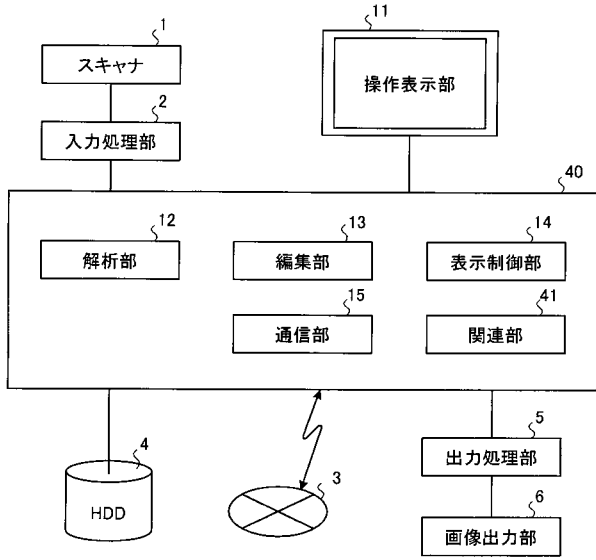 1
スキャナ
2
入力処理部
11
操作表示部
40
12
解析部
13
編集部
14
表示制御部
15
通信部
41
関連部
4
HDD
3
5
出力処理部
6
画像出力部